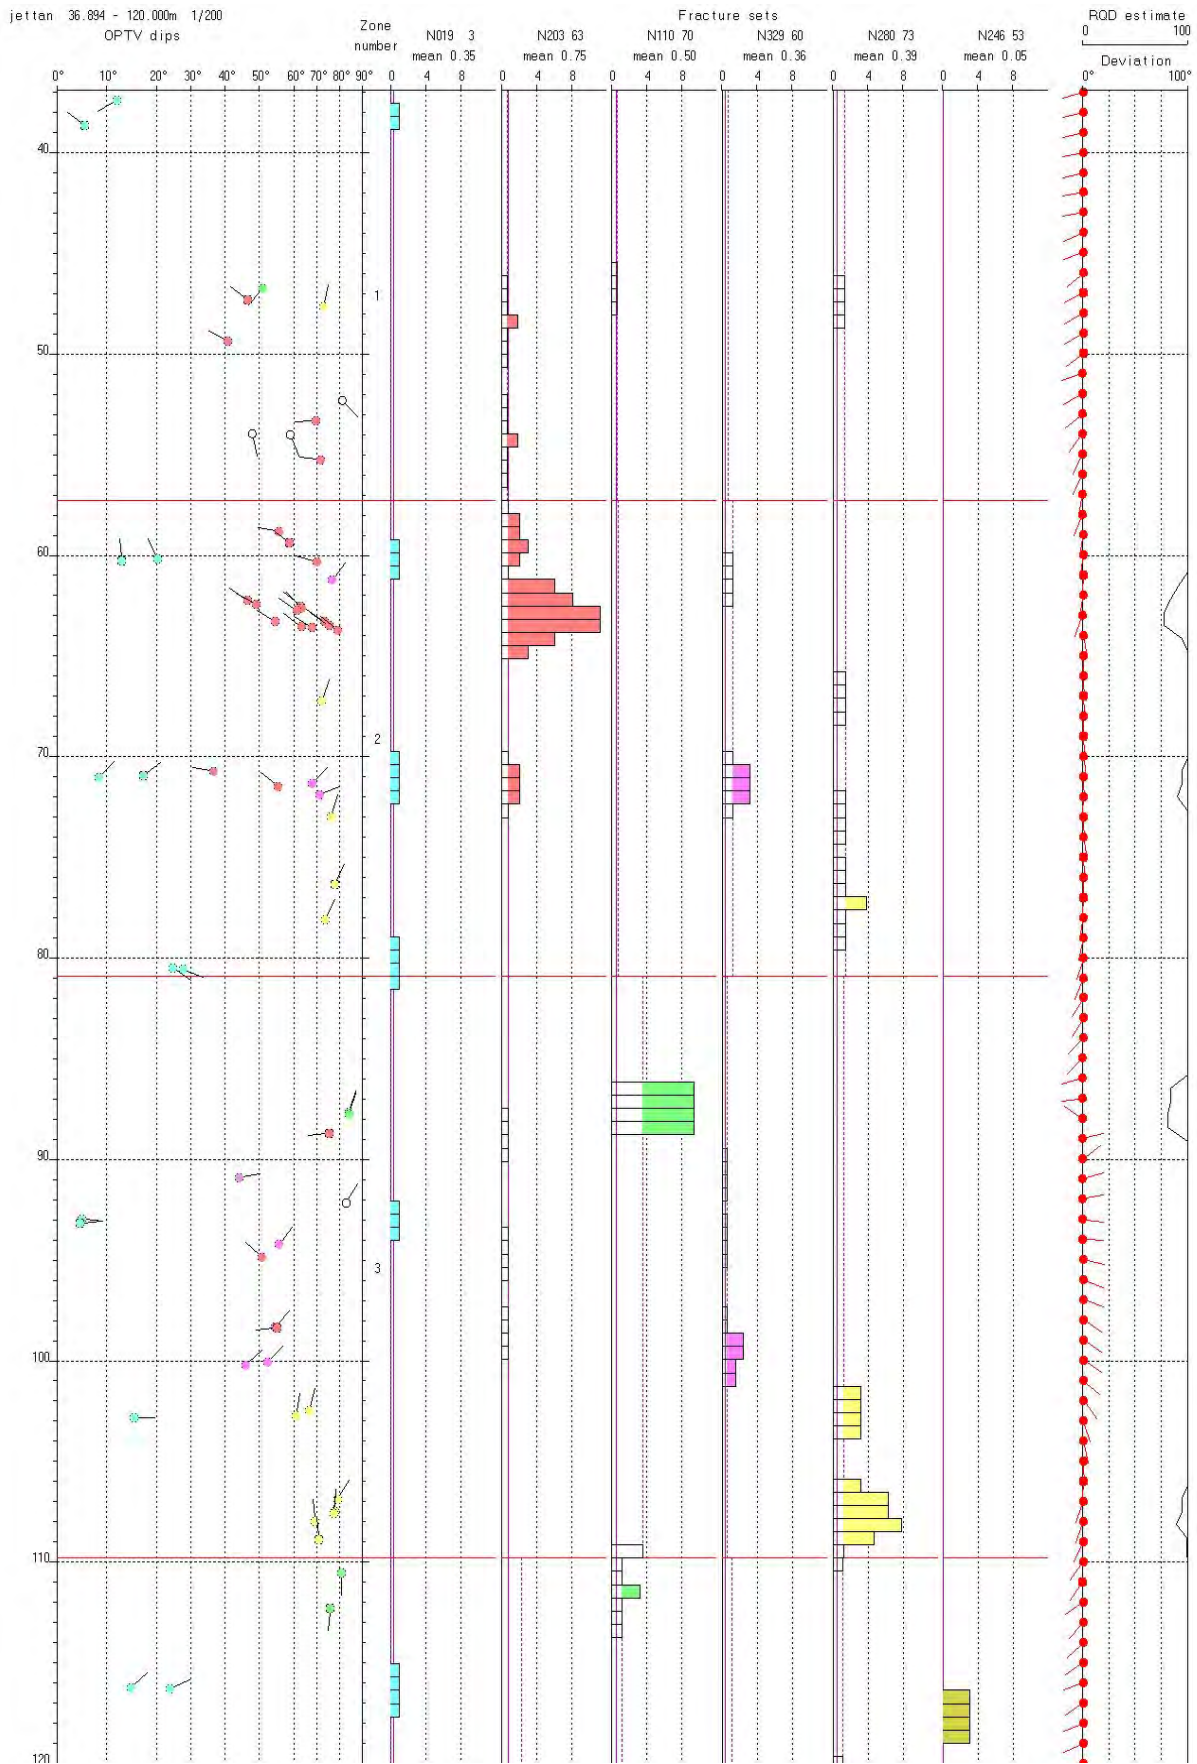 jettan 36.894 - 120.000m 1/200
OPTV dips
Zone
number
Fracture sets
N019 3
mean 0.35
N203 63
mean 0.75
N110 70
mean 0.50
N329 60
mean 0.36
N280 73
mean 0.39
N246 53
mean 0.05
RQD estimate
0 100
Deviation
0° 100°
0° 10° 20° 30° 40° 50° 60° 70° 80° 90°
0 4 8
0 4 8
0 4 8
0 4 8
0 4 8
0 4 8
40
1
50
60
2
70
80
90
3
100
110
120